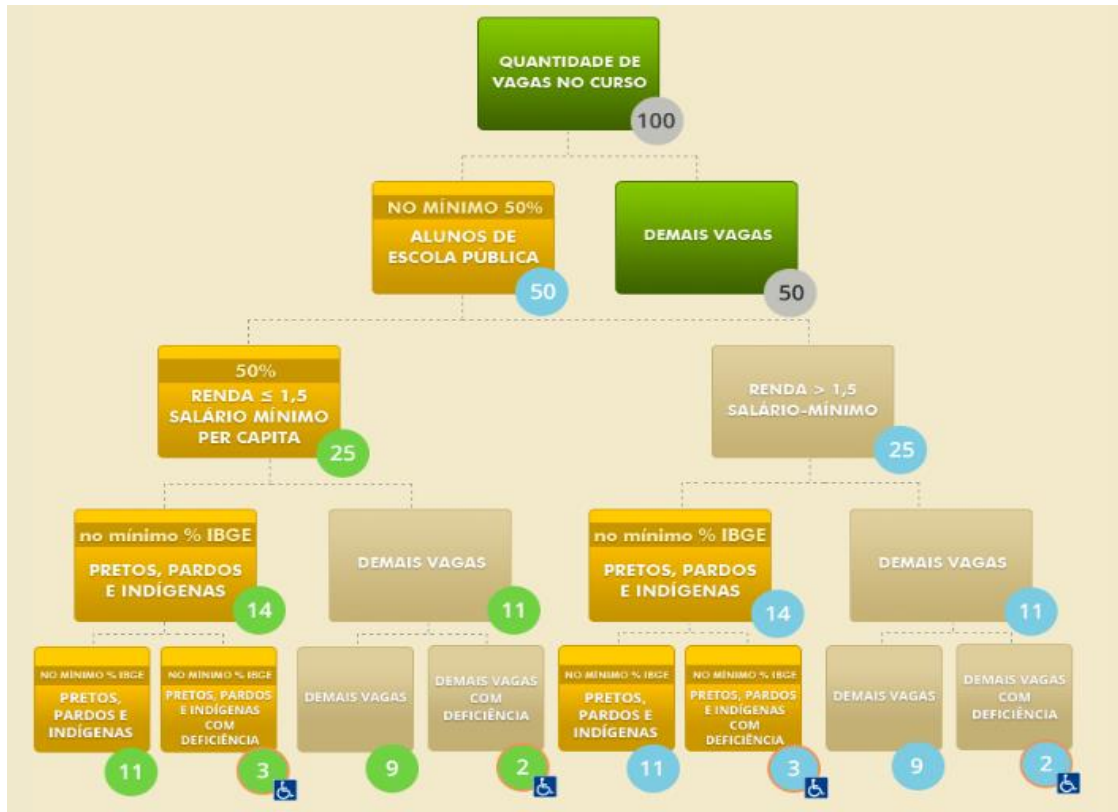 QUANTIDADE DE
VAGAS NO CURSO
100
NO MÍNIMO 50%
ALUNOS DE
ESCOLA PÚBLICA
50
DEMAIS VAGAS
50
50%
RENDA ≤ 1,5
SALÁRIO MÍNIMO
PER CAPITA
25
RENDA > 1,5
SALÁRIO-MÍNIMO
25
no mínimo % IBGE
PRETOS, PARDOS
E INDÍGENAS
14
DEMAIS VAGAS
11
no mínimo % IBGE
PRETOS, PARDOS
E INDÍGENAS
14
DEMAIS VAGAS
11
NO MÍNIMO % IBGE
PRETOS,
PARDOS E
INDÍGENAS
11
NO MÍNIMO % IBGE
PRETOS, PARDOS
E INDÍGENAS
COM
DEFICIÊNCIA
3
DEMAIS VAGAS
9
DEMAIS VAGAS
COM
DEFICIÊNCIA
2
NO MÍNIMO % IBGE
PRETOS,
PARDOS E
INDÍGENAS
11
NO MÍNIMO % IBGE
PRETOS, PARDOS
E INDÍGENAS
COM
DEFICIÊNCIA
3
DEMAIS VAGAS
9
DEMAIS VAGAS
COM
DEFICIÊNCIA
2